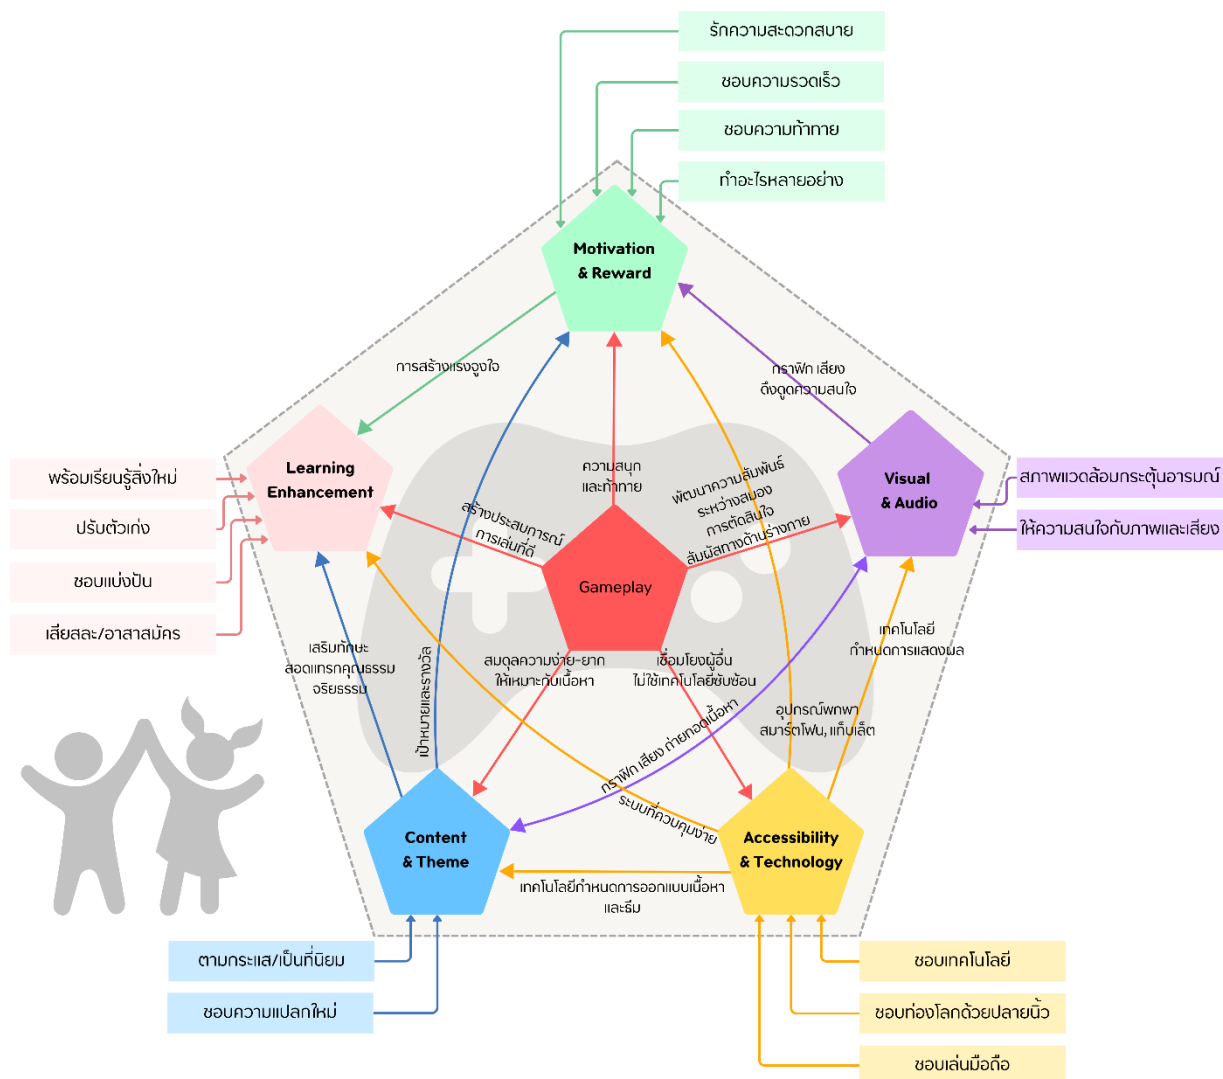 รักความสะดวกสบาย
ชอบความรวดเร็ว
ชอบความท้าทาย
ทำอะไรหลายอย่าง
Motivation
& Reward
การสร้างแรงจูงใจ
กราฟิก เสียง
ดึงดูดความสนใจ
Learning
Enhancement
พร้อมเรียนรู้สิ่งใหม่
ปรับตัวเก่ง
ชอบแบ่งปัน
เสียสละ/อาสาสมัคร
ความสนุก
และท้าทาย
พัฒนาความสัมพันธ์
ระหว่างสมอง
การตัดสินใจ
สัมผัสทางด้านร่างกาย
Visual
& Audio
สภาพแวดล้อมกระตุ้นอารมณ์
ให้ความสนใจกับภาพและเสียง
สร้างประสบการณ์
การเล่นที่ดี
Gameplay
เสริมทักษะ
สอดแทรกคุณธรรม
จริยธรรม
เป้าหมายและรางวัล
สมดุลความง่าย-ยาก
ให้เหมาะกับเนื้อหา
เชื่อมโยงผู้อื่น
ไม่ใช้เทคโนโลยีซับซ้อน
เทคโนโลยี
กำหนดการแสดงผล
อุปกรณ์พกพา
สมาร์ตโฟน, แท็บเล็ต
กราฟิก เสียง ถ่ายทอดเนื้อหา
ระบบที่ควบคุมง่าย
Content
& Theme
Accessibility
& Technology
เทคโนโลยีกำหนดการออกแบบเนื้อหา
และธีม
ตามกระแส/เป็นที่นิยม
ชอบความแปลกใหม่
ชอบเทคโนโลยี
ชอบท่องโลกด้วยปลายนิ้ว
ชอบเล่นมือถือ